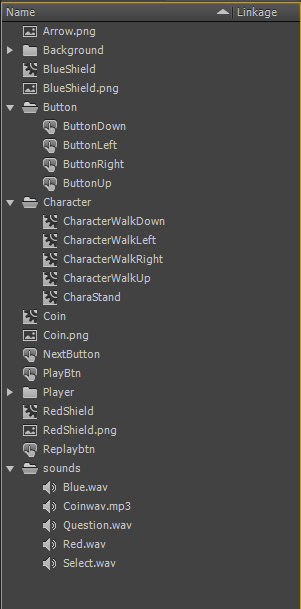 Name Linkage
Arrow.png
Background
BlueShield
BlueShield.png
Button
ButtonDown
ButtonLeft
ButtonRight
ButtonUp
Character
CharacterWalkDown
CharacterWalkLeft
CharacterWalkRight
CharacterWalkUp
CharaStand
Coin
Coin.png
NextButton
PlayBtn
Player
RedShield
RedShield.png
Replaybtn
sounds
Blue.wav
Coinwav.mp3
Question.wav
Red.wav
Select.wav